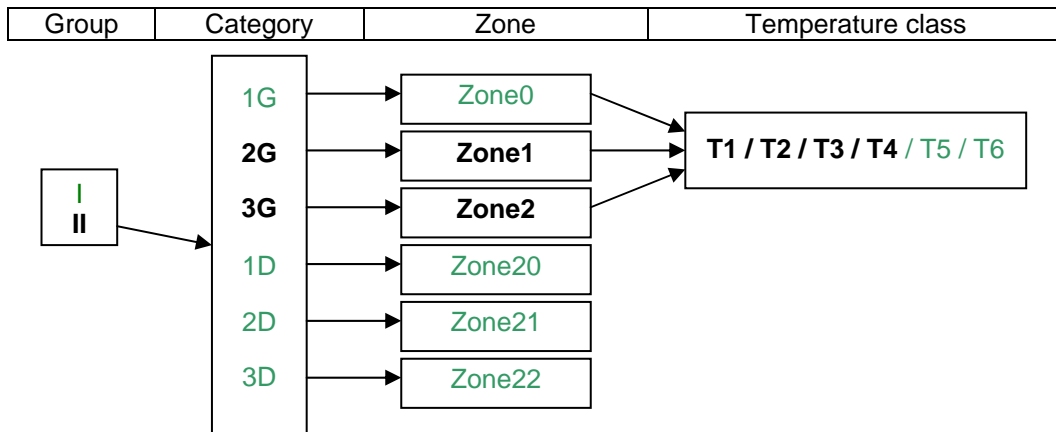 Group Category Zone Temperature class
1G Zone0
T1 / T2 / T3 / T4 / T5 / T6
2G Zone1
I
II
3G Zone2
1D Zone20
2D Zone21
3D Zone22